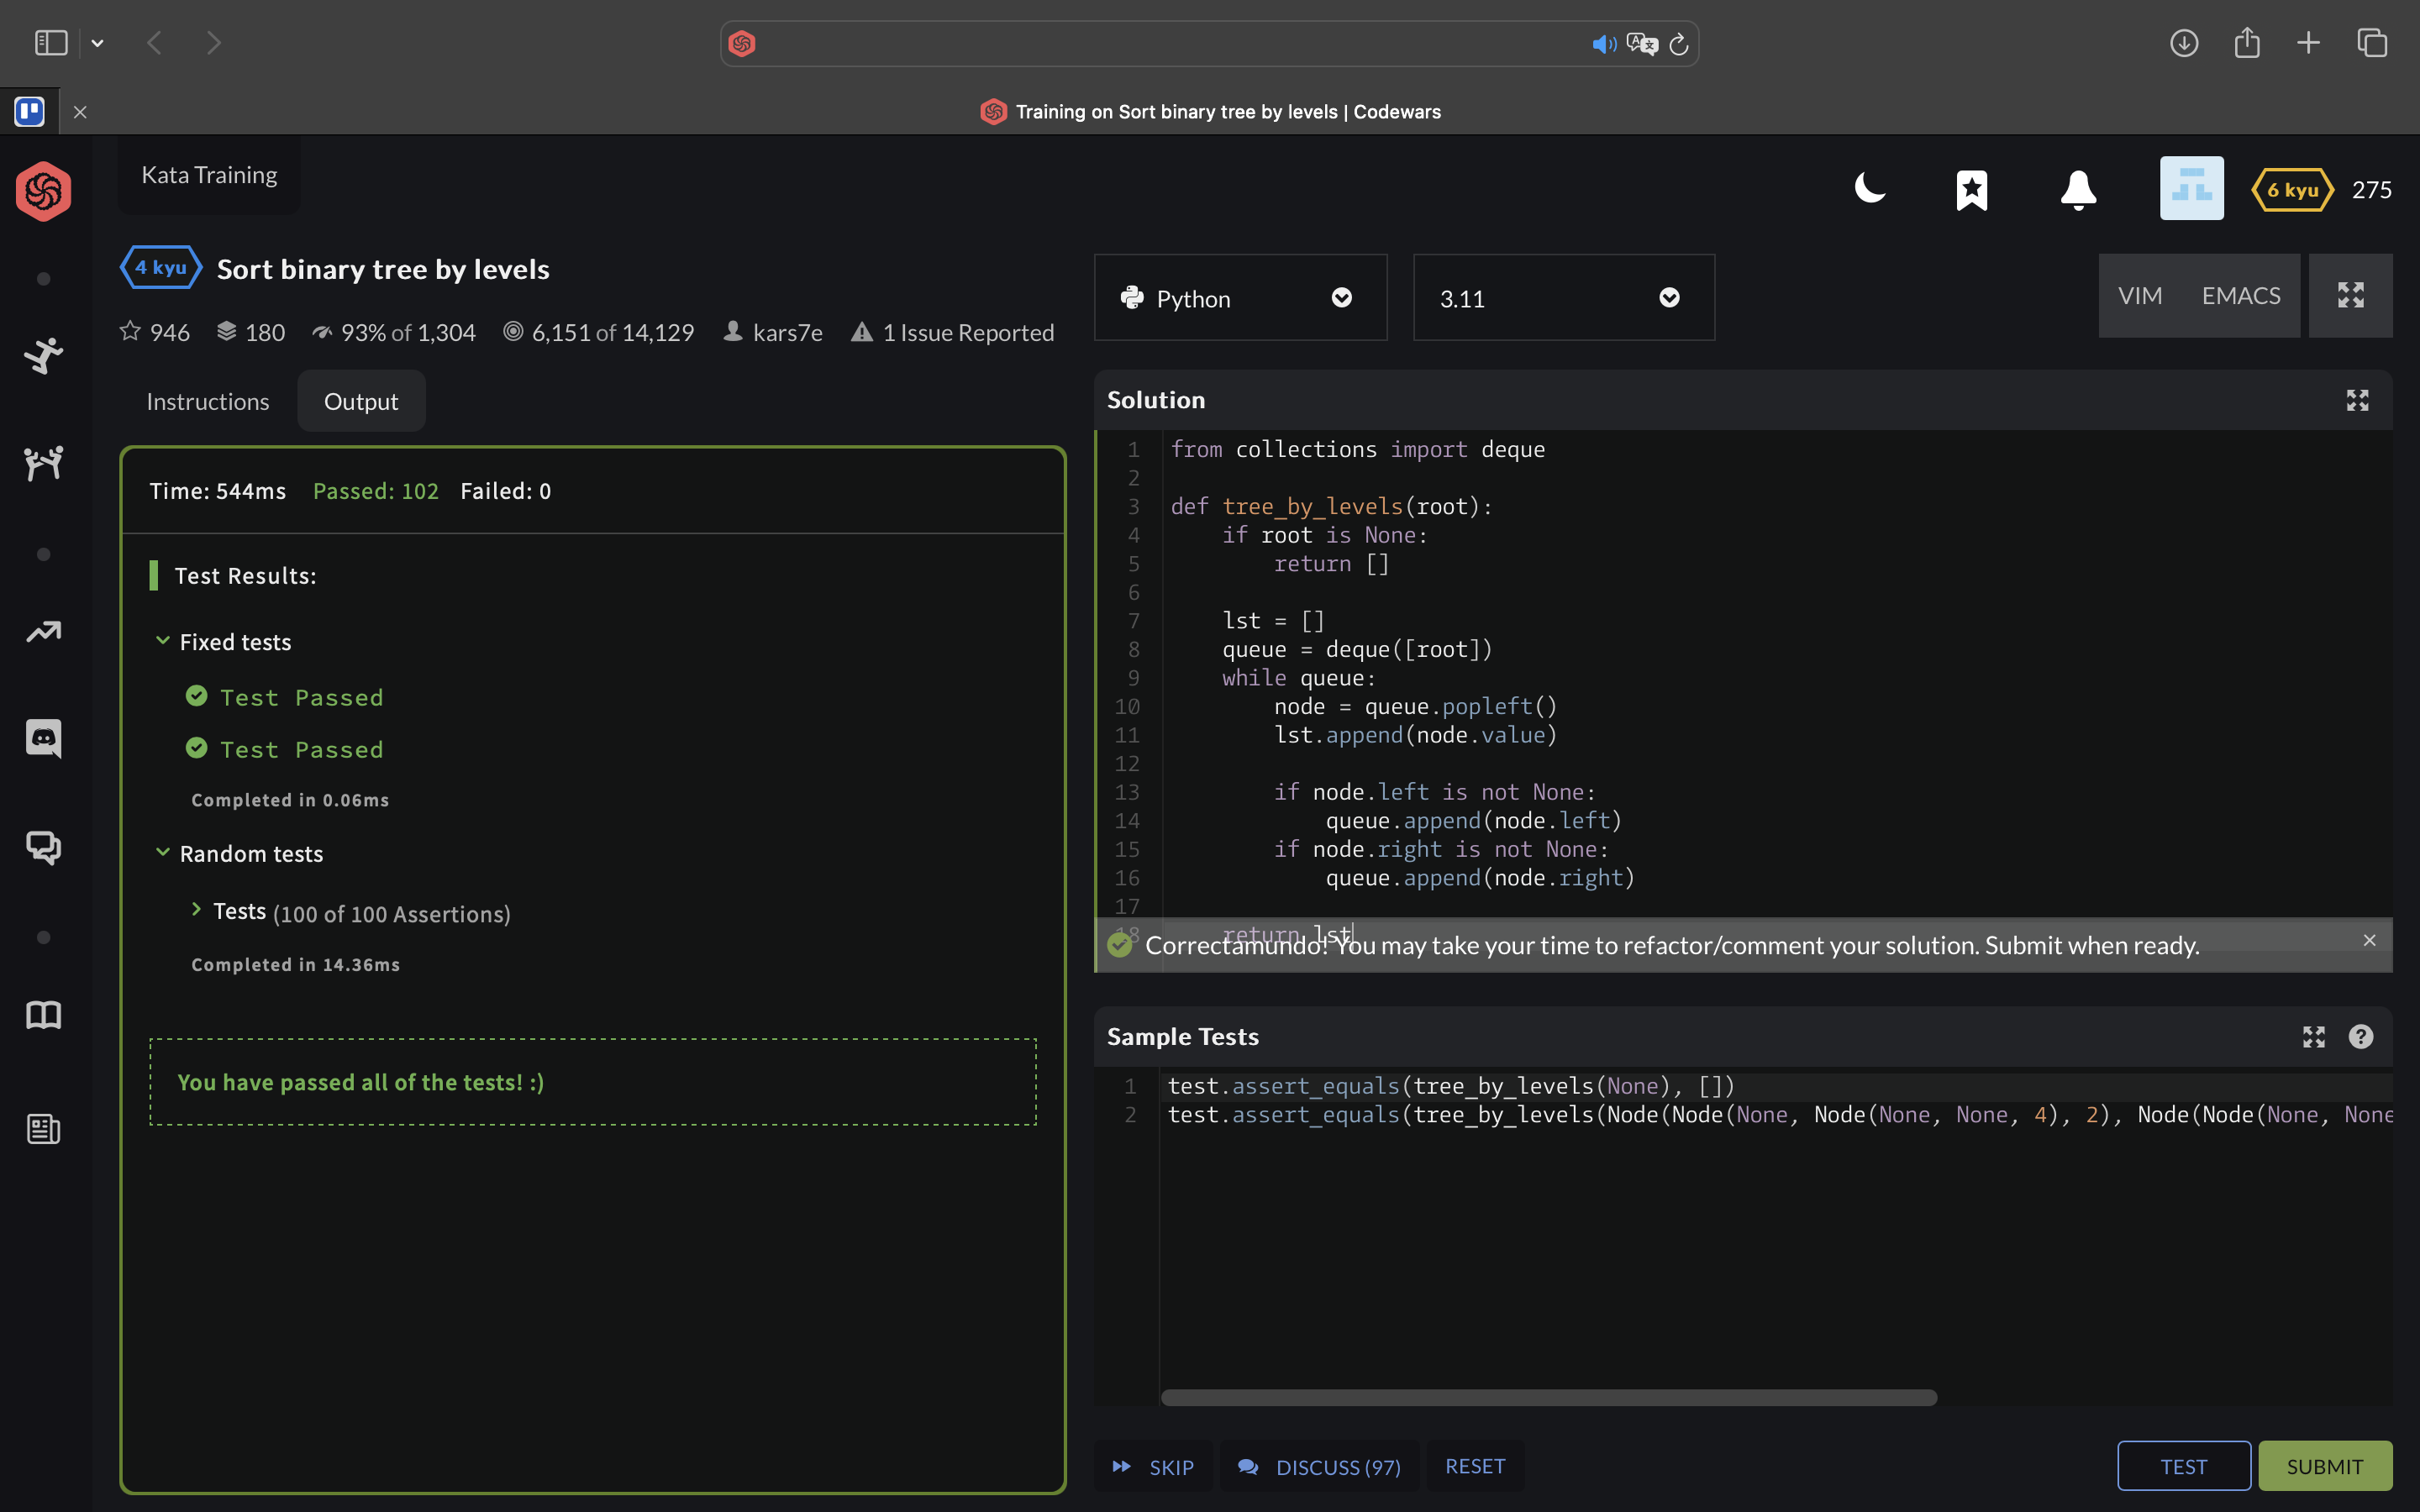 Training on Sort binary tree by levels | Codewars
Kata Training
6 kyu 275
4 kyu Sort binary tree by levels
946 180 93% of 1,304 6,151 of 14,129 kars7e 1 Issue Reported
Instructions Output
Time: 544ms Passed: 102 Failed: 0
Test Results:
Fixed tests
Test Passed
Test Passed
Completed in 0.06ms
Random tests
Tests (100 of 100 Assertions)
Completed in 14.36ms
You have passed all of the tests! :)
Python 3.11 VIM EMACS
Solution
1 from collections import deque
2
3 def tree_by_levels(root):
4     if root is None:
5         return []
6
7     lst = []
8     queue = deque([root])
9     while queue:
10         node = queue.popleft()
11         lst.append(node.value)
12
13         if node.left is not None:
14             queue.append(node.left)
15         if node.right is not None:
16             queue.append(node.right)
17
18     return lst
Correctamundo! You may take your time to refactor/comment your solution. Submit when ready.
Sample Tests
1 test.assert_equals(tree_by_levels(None), [])
2 test.assert_equals(tree_by_levels(Node(Node(None, Node(None, None, 4), 2), Node(Node(None, None
SKIP DISCUSS (97) RESET TEST SUBMIT